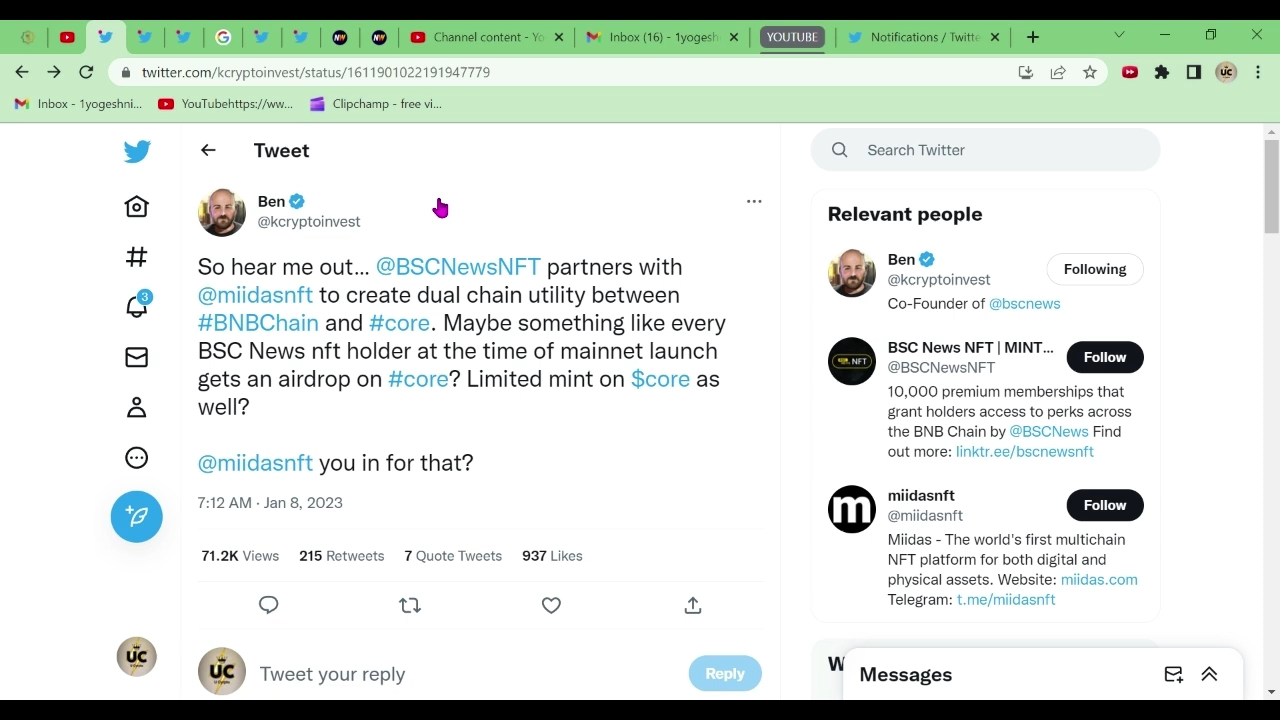 Channel content - Yo
Inbox (16) - 1yogesh
YOUTUBE
Notifications / Twitte
twitter.com/kcryptoinvest/status/1611901022191947779
UC
Inbox - 1yogeshni...
YouTubehttps://ww...
Clipchamp - free vi...
Tweet
Search Twitter
Ben
@kcryptoinvest
So hear me out... @BSCNewsNFT partners with
@miidasnft to create dual chain utility between
#BNBChain and #core. Maybe something like every
BSC News nft holder at the time of mainnet launch
gets an airdrop on #core? Limited mint on $core as
well?
@miidasnft you in for that?
7:12 AM · Jan 8, 2023
71.2K Views 215 Retweets 7 Quote Tweets 937 Likes
3
UC
UC
Tweet your reply
Reply
Relevant people
Ben
@kcryptoinvest
Following
Co-Founder of @bscnews
NFT
BSC News NFT | MINT...
@BSCNewsNFT
Follow
10,000 premium memberships that
grant holders access to perks across
the BNB Chain by @BSCNews Find
out more: linktr.ee/bscnewsnft
m
miidasnft
@miidasnft
Follow
Miidas - The world's first multichain
NFT platform for both digital and
physical assets. Website: miidas.com
Telegram: t.me/miidasnft
Messages